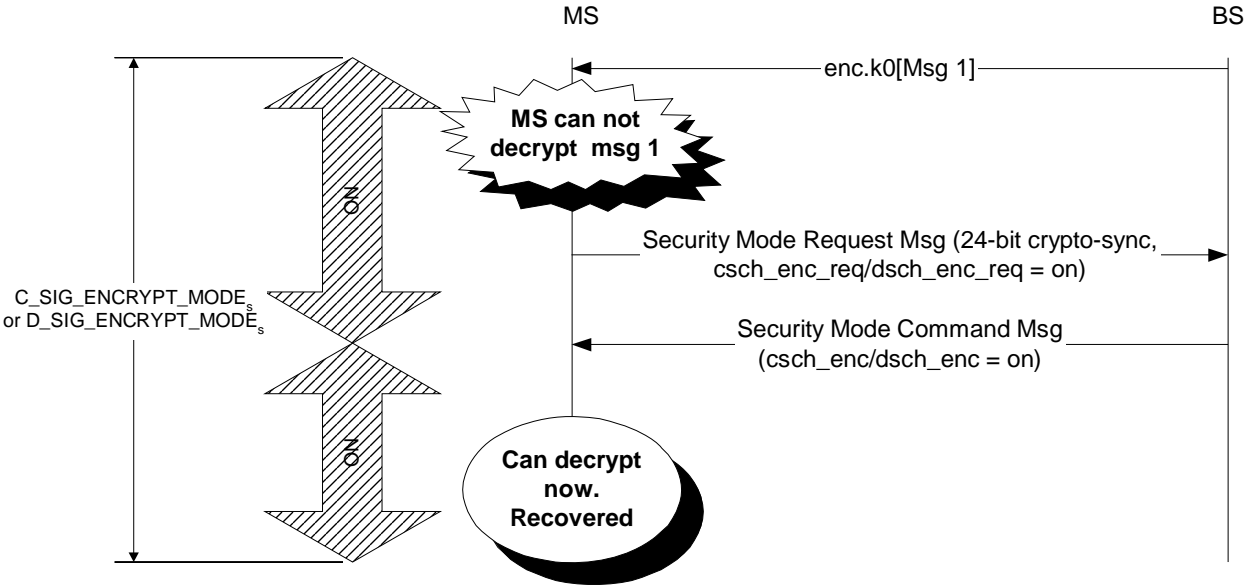 MS
BS
enc.k0[Msg 1]
MS can not
decrypt msg 1
ON
Security Mode Request Msg (24-bit crypto-sync,
csch_enc_req/dsch_enc_req = on)
C_SIG_ENCRYPT_MODEs
or D_SIG_ENCRYPT_MODEs
Security Mode Command Msg
(csch_enc/dsch_enc = on)
ON
Can decrypt
now.
Recovered